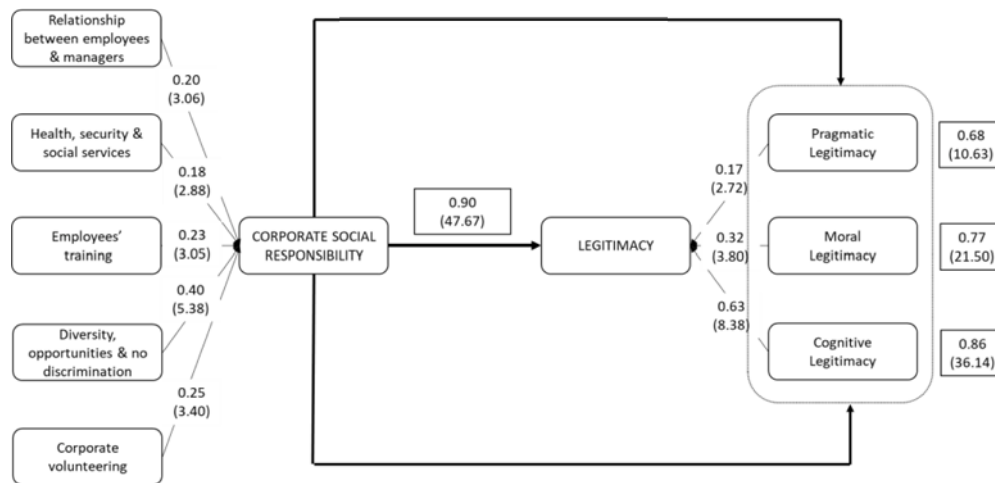 Relationship
between employees
& managers
0.20
(3.06)
Health, security &
social services
0.18
(2.88)
Employees'
training
0.23
(3.05)
Diversity,
opportunities & no
discrimination
0.40
(5.38)
Corporate
volunteering
0.25
(3.40)
CORPORATE SOCIAL
RESPONSIBILITY
0.90
(47.67)
LEGITIMACY
0.17
(2.72)
0.32
(3.80)
0.63
(8.38)
Pragmatic
Legitimacy
0.68
(10.63)
Moral
Legitimacy
0.77
(21.50)
Cognitive
Legitimacy
0.86
(36.14)